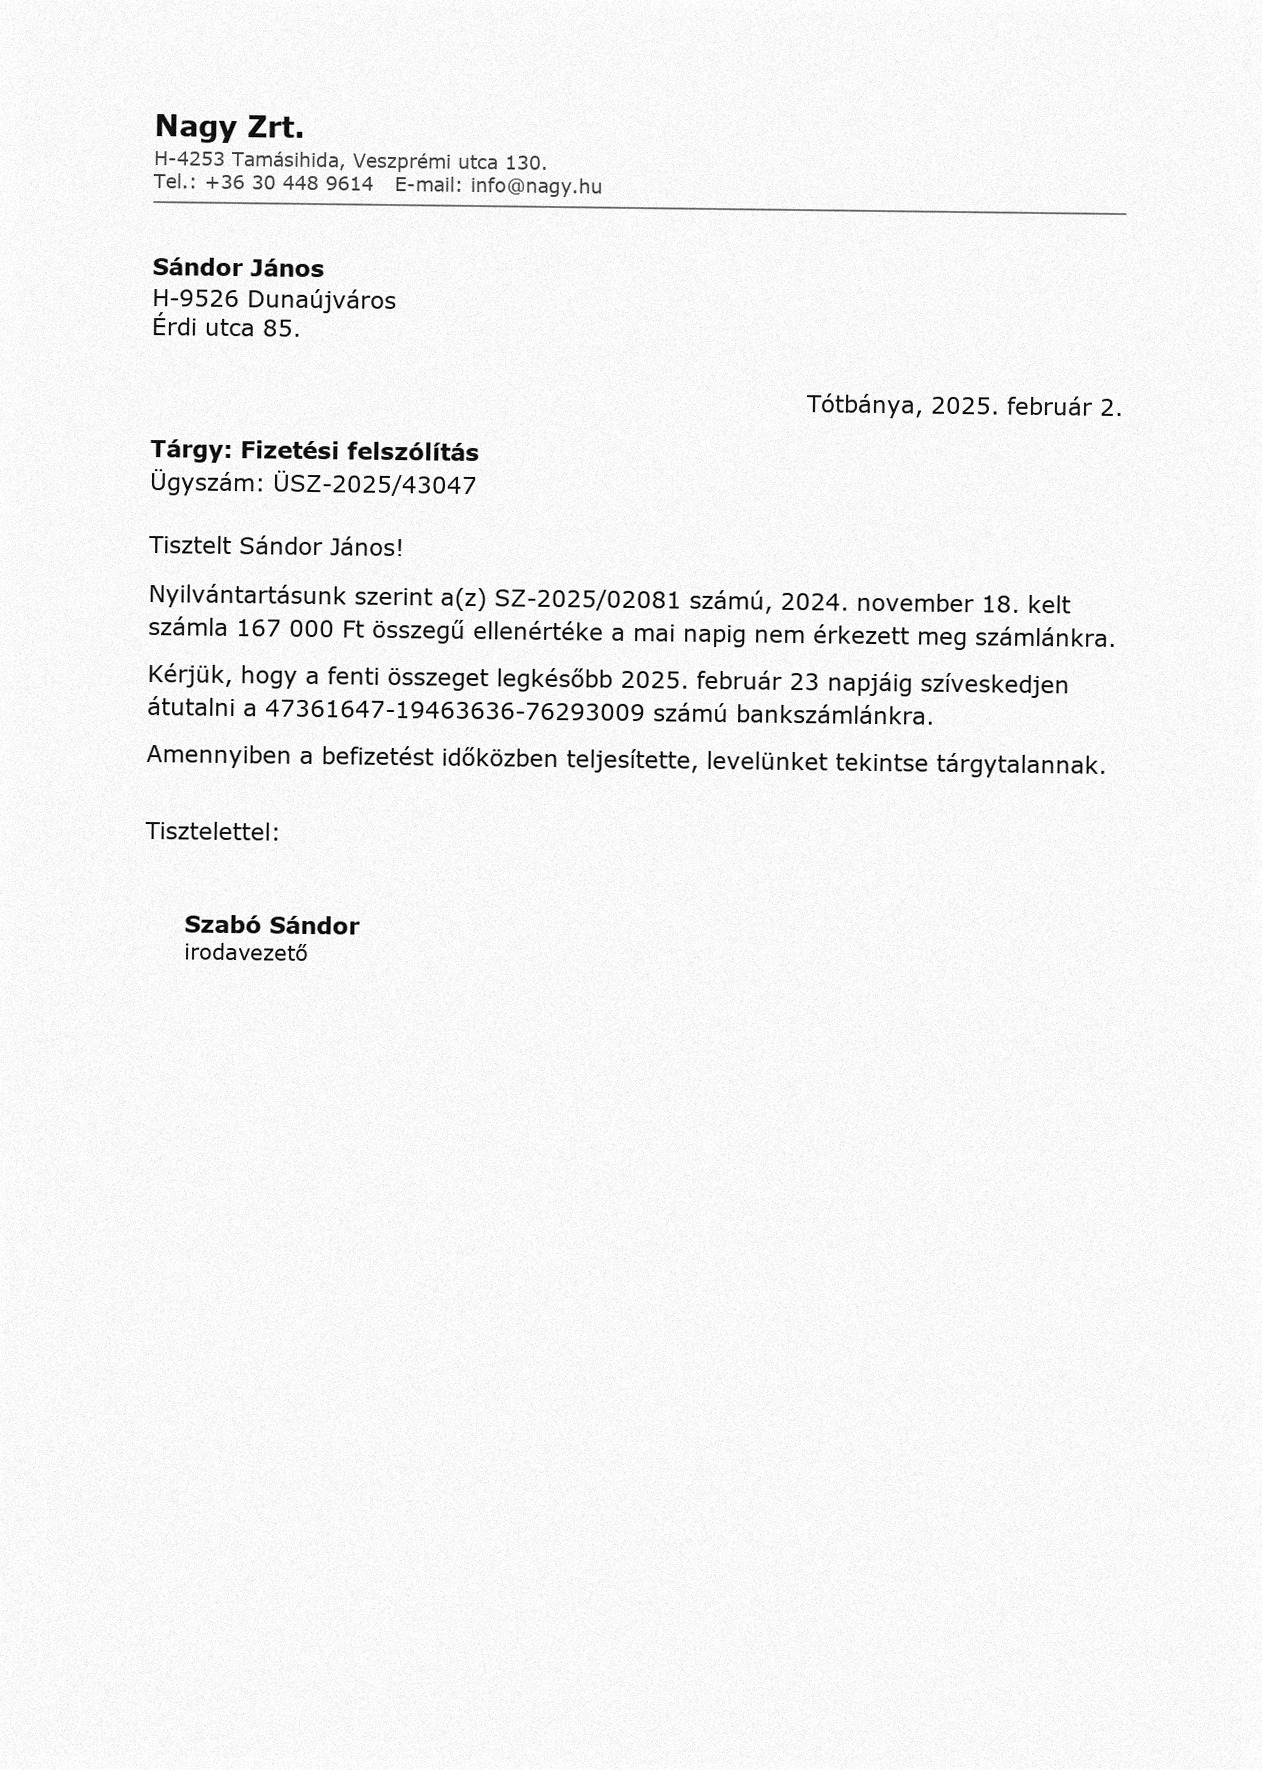 Nagy Zrt.
H-4253 Tamásihida, Veszprémi utca 130.
Tel.: +36 30 448 9614 E-mail: info@nagy.hu
Sándor János
H-9526 Dunaújváros
Érdi utca 85.
Tótbánya, 2025. február 2.
Tárgy: Fizetési felszólítás
Ügyszám: ÜSZ-2025/43047
Tisztelt Sándor János!
Nyilvántartásunk szerint a(z) SZ-2025/02081 számú, 2024. november 18. kelt
számla 167 000 Ft összegű ellenértéke a mai napig nem érkezett meg számlánkra.
Kérjük, hogy a fenti összeget legkésőbb 2025. február 23 napjáig szíveskedjen
átutalni a 47361647-19463636-76293009 számú bankszámlánkra.
Amennyiben a befizetést időközben teljesítette, levelünket tekintse tárgytalannak.
Tisztelettel:
Szabó Sándor
irodavezető